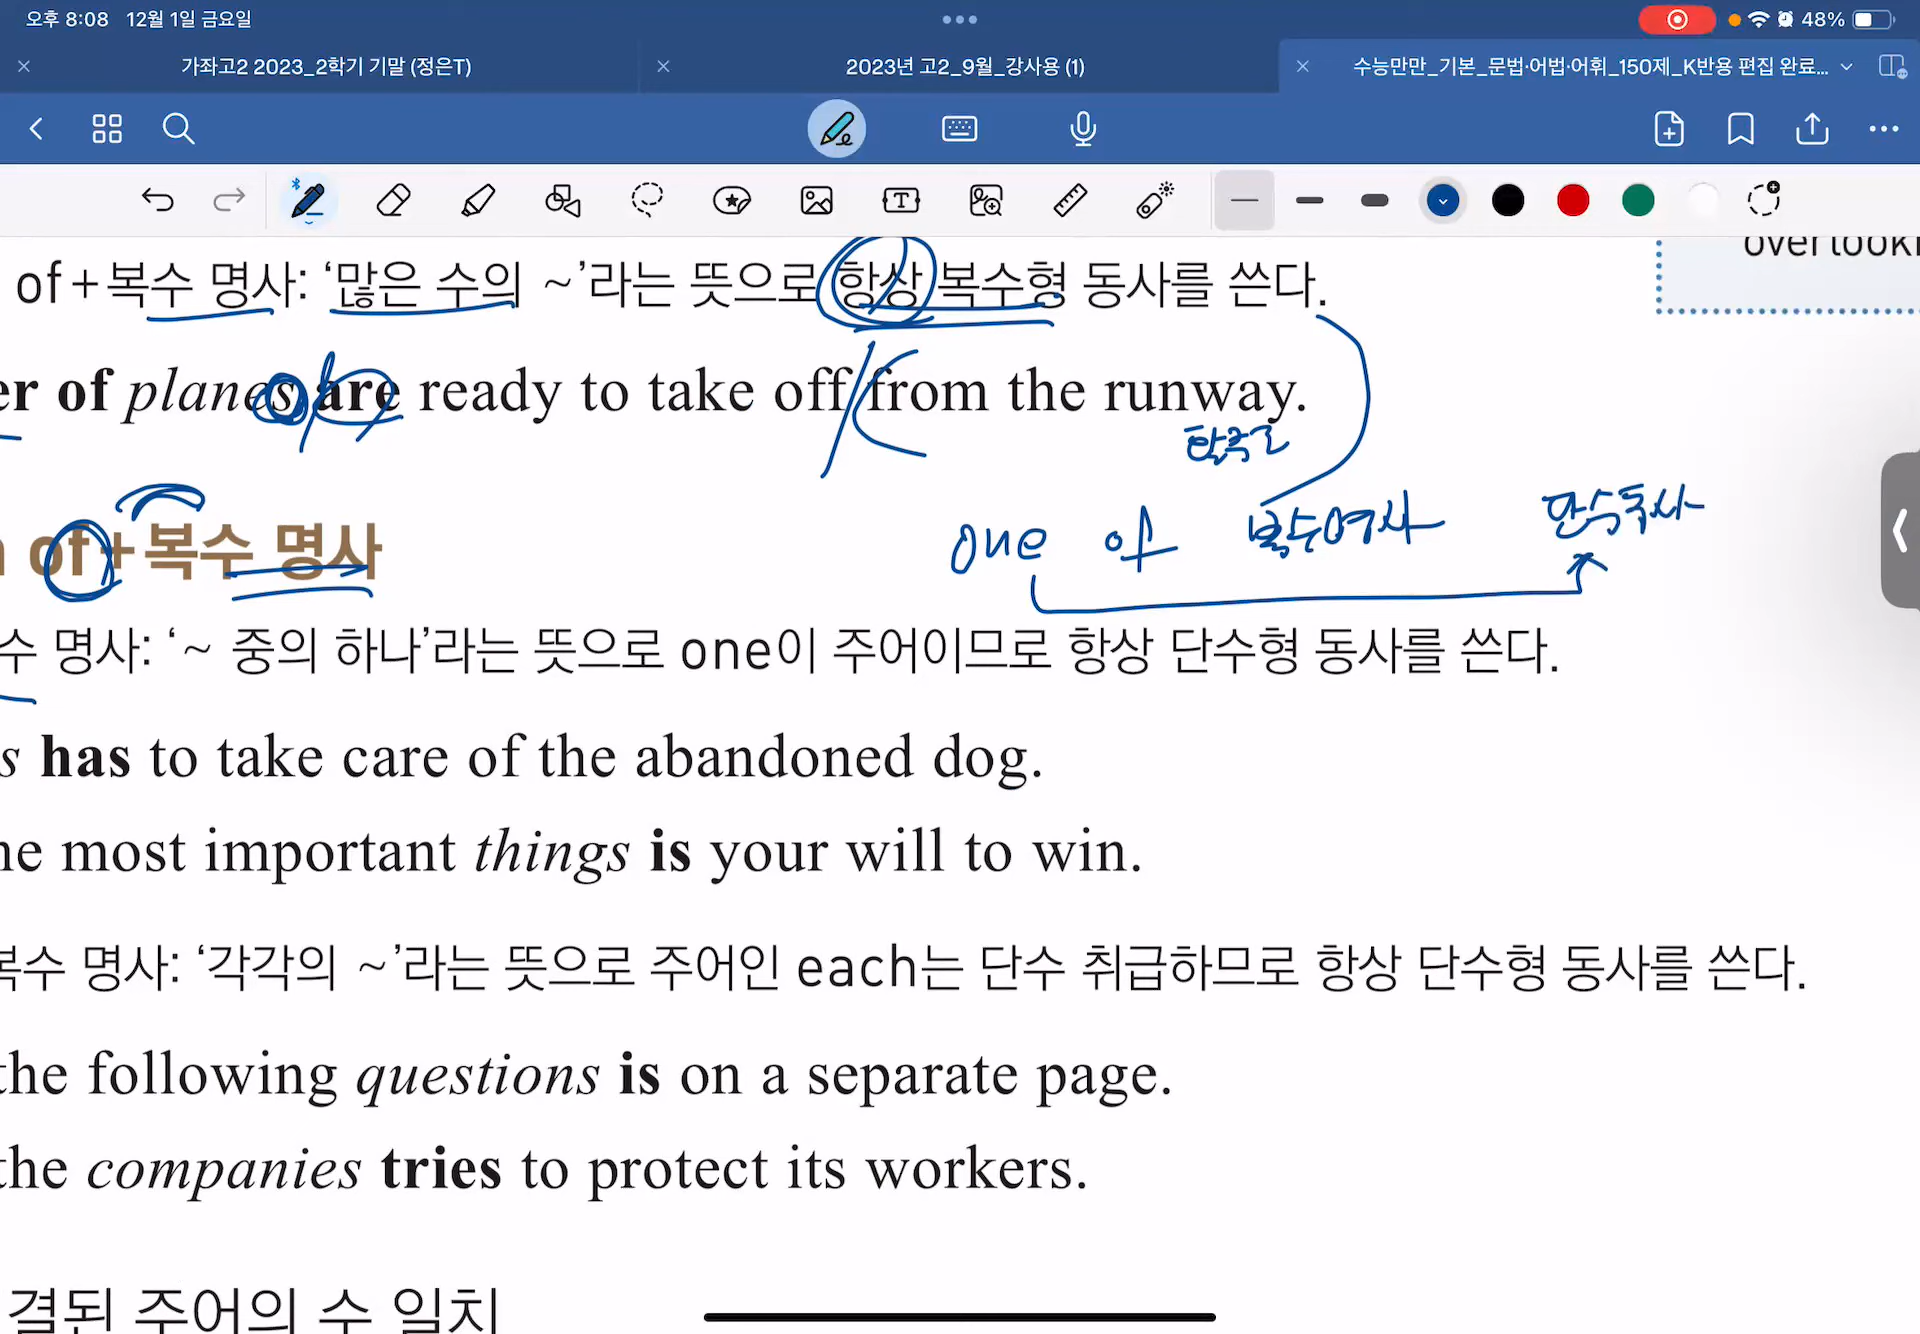 오후 8:08 12월 1일 금요일 48%
가좌고2 2023_2학기 기말 (정은T) 2023년 고2_9월_강사용 (1) 수능만만_기본_문법·어법·어휘_150제_K반용 편집 완료...
overlooki
of+복수 명사: ‘많은 수의 ~’라는 뜻으로 항상 복수형 동사를 쓴다.
er of planes are ready to take off from the runway.
one of 복수명사 단수동사
of+복수 명사
수 명사: ‘~ 중의 하나’라는 뜻으로 one이 주어이므로 항상 단수형 동사를 쓴다.
s has to take care of the abandoned dog.
he most important things is your will to win.
복수 명사: ‘각각의 ~’라는 뜻으로 주어인 each는 단수 취급하므로 항상 단수형 동사를 쓴다.
the following questions is on a separate page.
the companies tries to protect its workers.
결된 주어의 수 일치